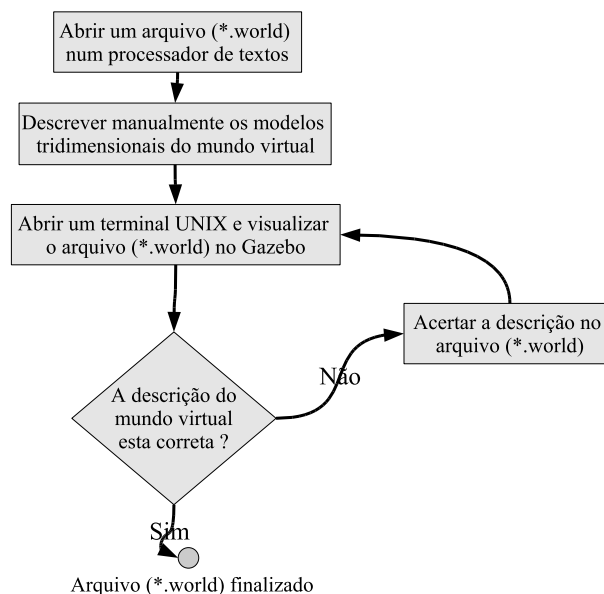 Abrir um arquivo (*.world)
num processador de textos
Descrever manualmente os modelos
tridimensionais do mundo virtual
Abrir um terminal UNIX e visualizar
o arquivo (*.world) no Gazebo
Acertar a descrição no
arquivo (*.world)
Não
A descrição do
mundo virtual
esta correta ?
Sim
Arquivo (*.world) finalizado